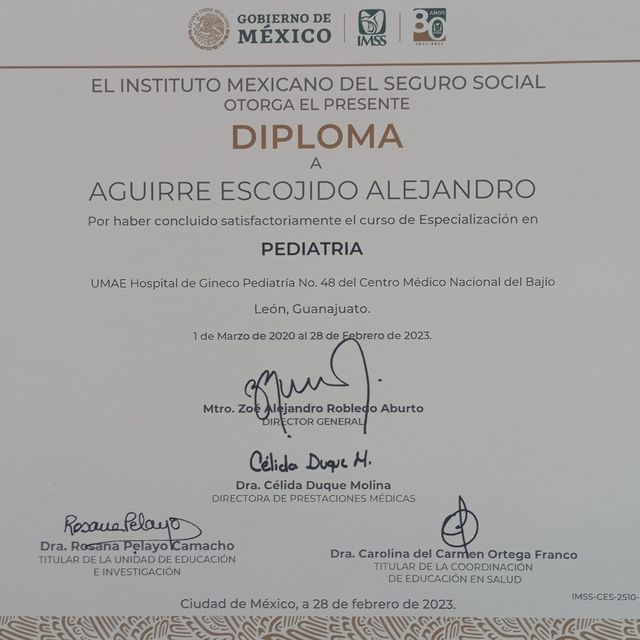 GOBIERNO DE
MÉXICO
IMSS
80 AÑOS
1943-2023
EL INSTITUTO MEXICANO DEL SEGURO SOCIAL
OTORGA EL PRESENTE
DIPLOMA
A
AGUIRRE ESCOJIDO ALEJANDRO
Por haber concluido satisfactoriamente el curso de Especialización en
PEDIATRIA
UMAE Hospital de Gineco Pediatría No. 48 del Centro Médico Nacional del Bajío
León, Guanajuato.
1 de Marzo de 2020 al 28 de Febrero de 2023.
Mtro. Zoé Alejandro Robledo Aburto
DIRECTOR GENERAL
Célida Duque M.
Dra. Célida Duque Molina
DIRECTORA DE PRESTACIONES MÉDICAS
Rosana Pelayo
Dra. Rosana Pelayo Camacho
TITULAR DE LA UNIDAD DE EDUCACIÓN
E INVESTIGACIÓN
Dra. Carolina del Carmen Ortega Franco
TITULAR DE LA COORDINACIÓN
DE EDUCACIÓN EN SALUD
IMSS-CES-2510-
Ciudad de México, a 28 de febrero de 2023.